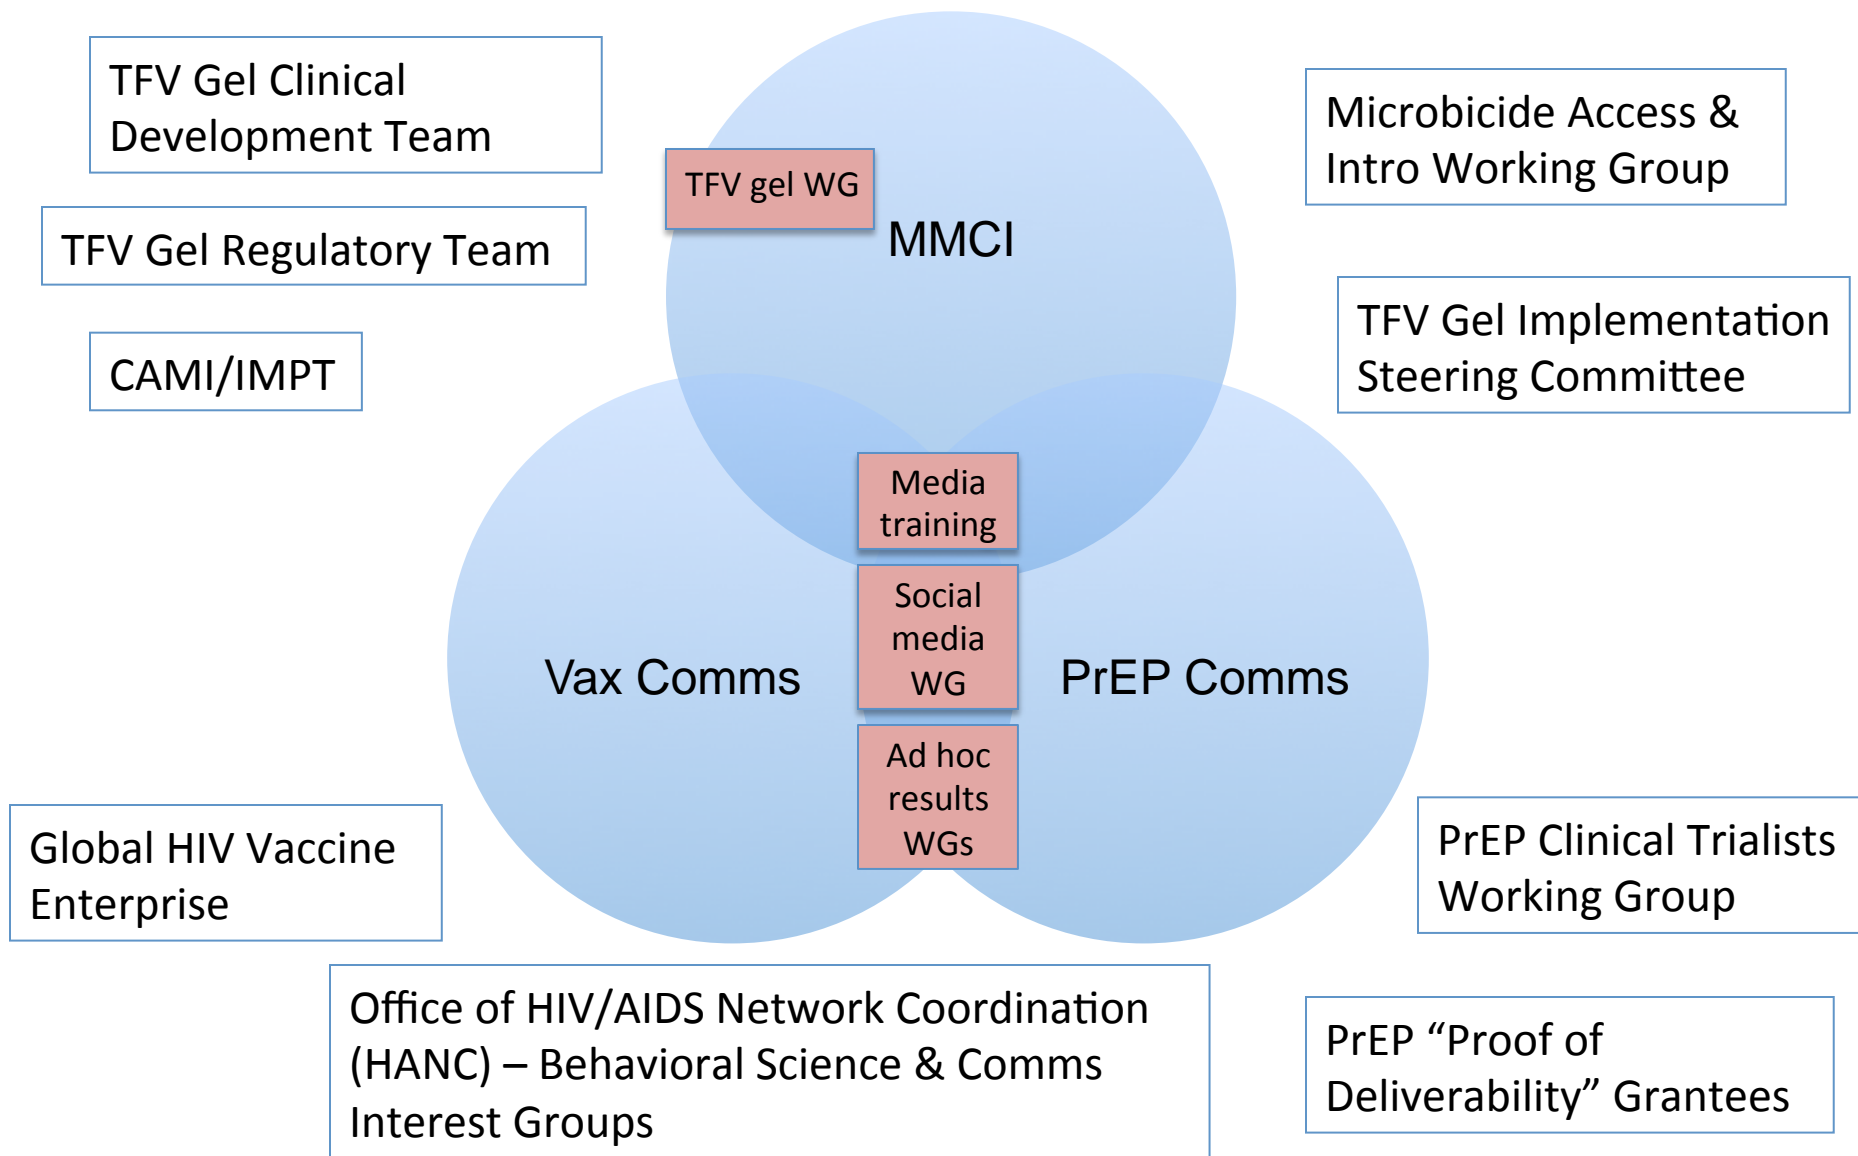 TFV Gel Clinical
Development Team
TFV Gel Regulatory Team
CAMI/IMPT
TFV gel WG
MMCI
Microbicide Access &
Intro Working Group
TFV Gel Implementation
Steering Committee
Media
training
Social
media
WG
Ad hoc
results
WGs
Vax Comms
PrEP Comms
Global HIV Vaccine
Enterprise
PrEP Clinical Trialists
Working Group
Office of HIV/AIDS Network Coordination
(HANC) – Behavioral Science & Comms
Interest Groups
PrEP “Proof of
Deliverability” Grantees